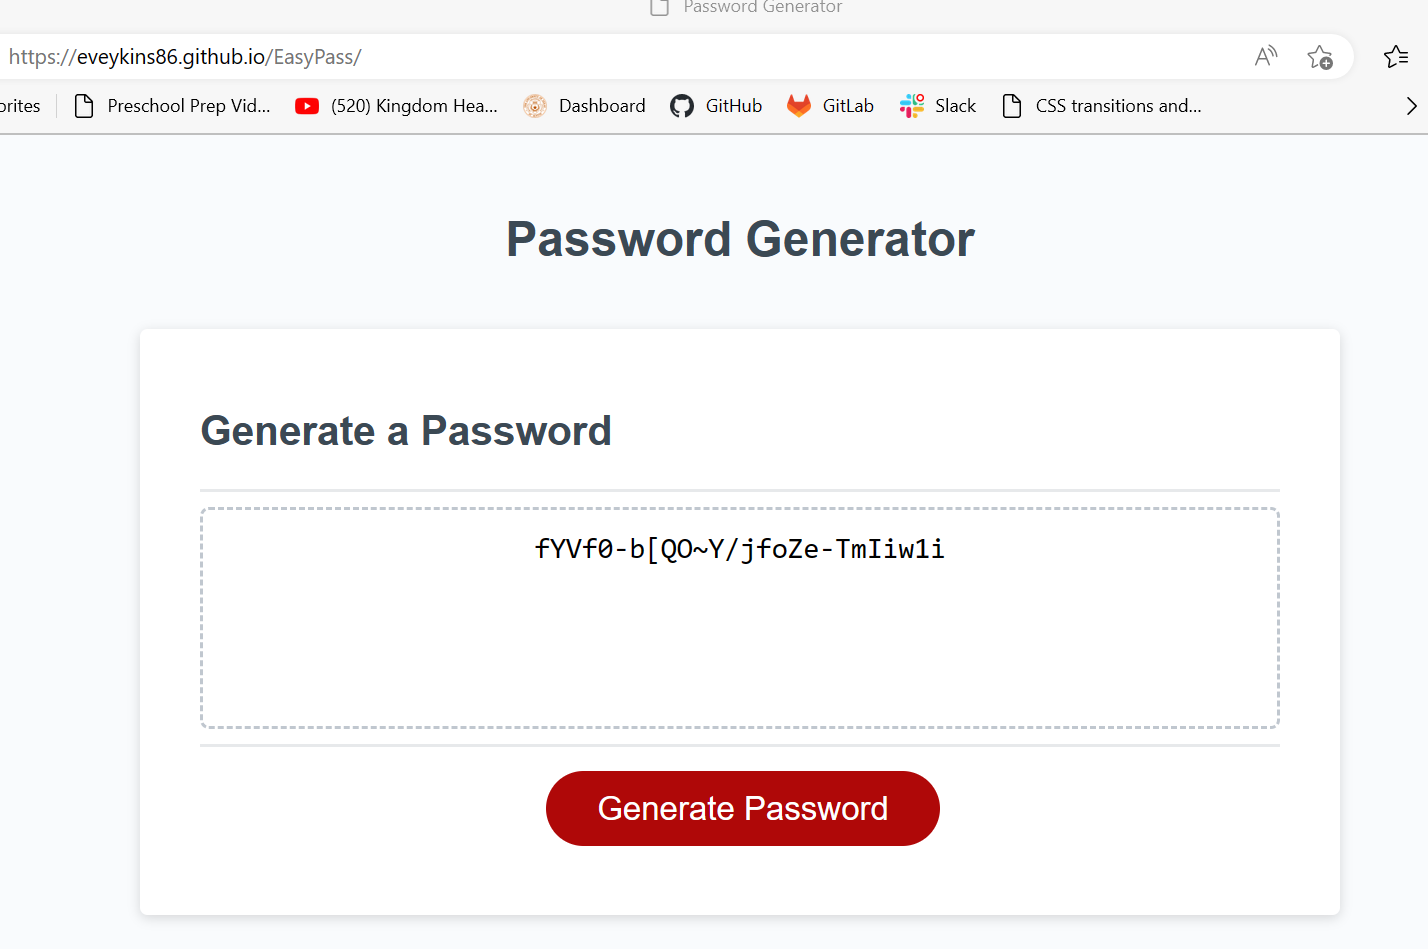 Password Generator
https://eveykins86.github.io/EasyPass/
orites Preschool Prep Vid... (520) Kingdom Hea... Dashboard GitHub GitLab Slack CSS transitions and...
Password Generator
Generate a Password
fYVf0-b[QO~Y/jfoZe-TmIiw1i
Generate Password